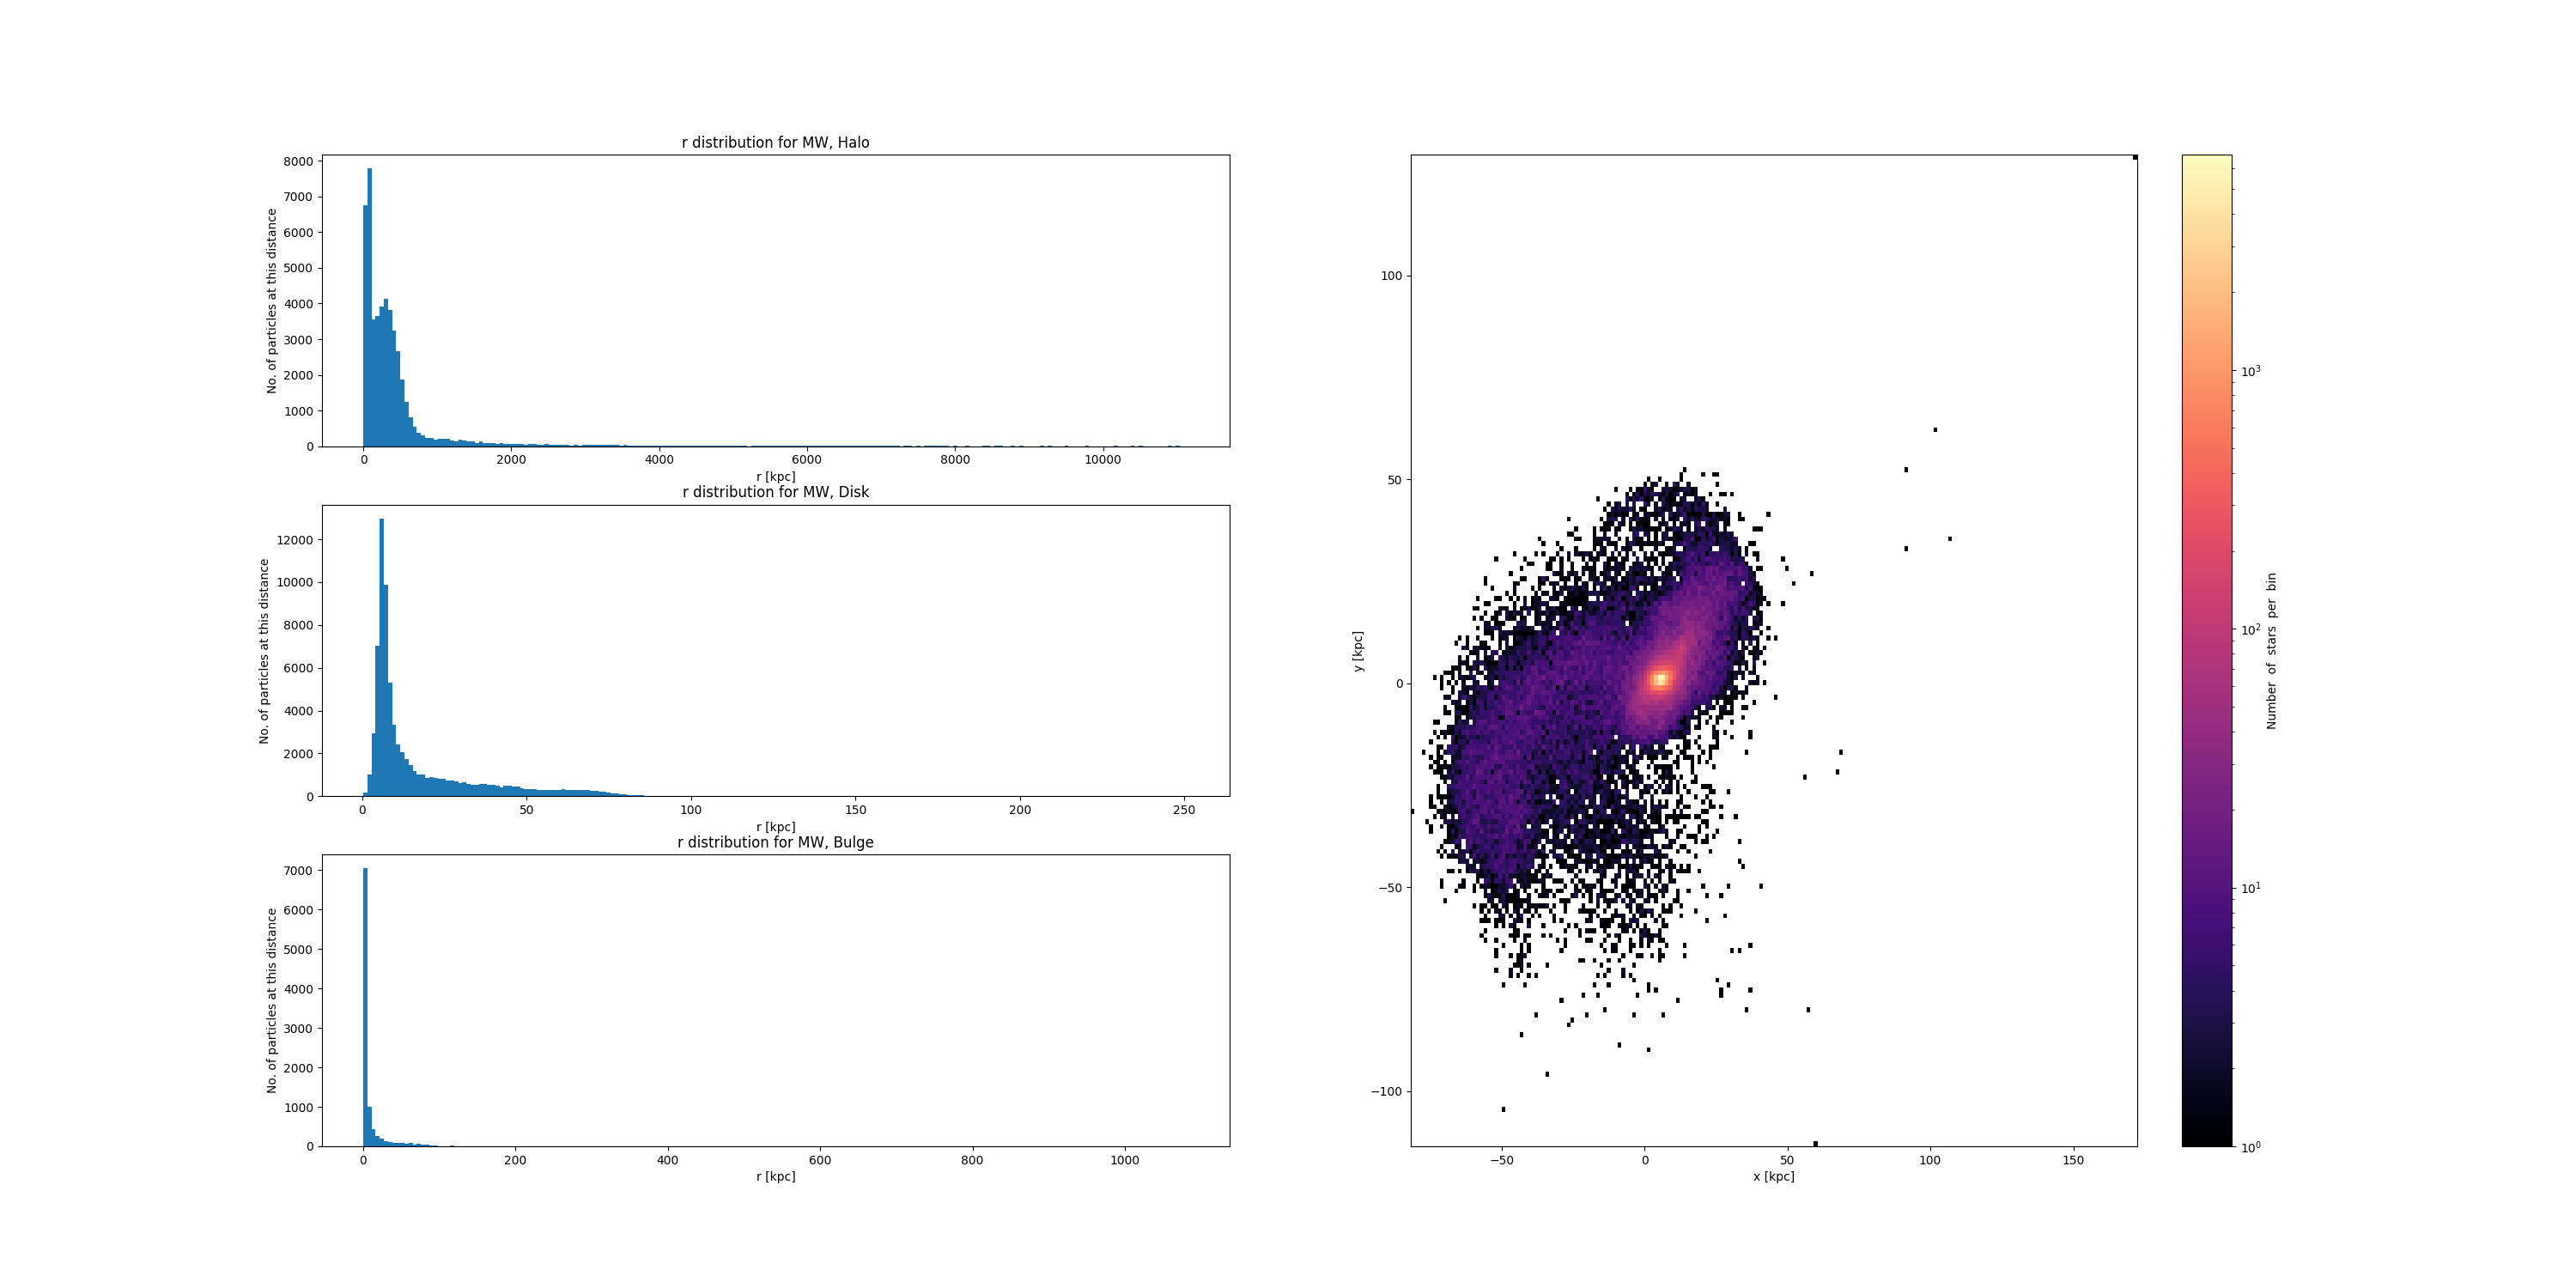 r distribution for MW, Halo
No. of particles at this distance
8000
7000
6000
5000
4000
3000
2000
1000
0
0 2000 4000 6000 8000 10000
r [kpc]
r distribution for MW, Disk
No. of particles at this distance
12000
10000
8000
6000
4000
2000
0
0 50 100 150 200 250
r [kpc]
r distribution for MW, Bulge
No. of particles at this distance
7000
6000
5000
4000
3000
2000
1000
0
0 200 400 600 800 1000
r [kpc]
y [kpc]
100
50
0
−50
−100
−50 0 50 100 150
x [kpc]
10³
10²
10¹
10⁰
Number of stars per bin